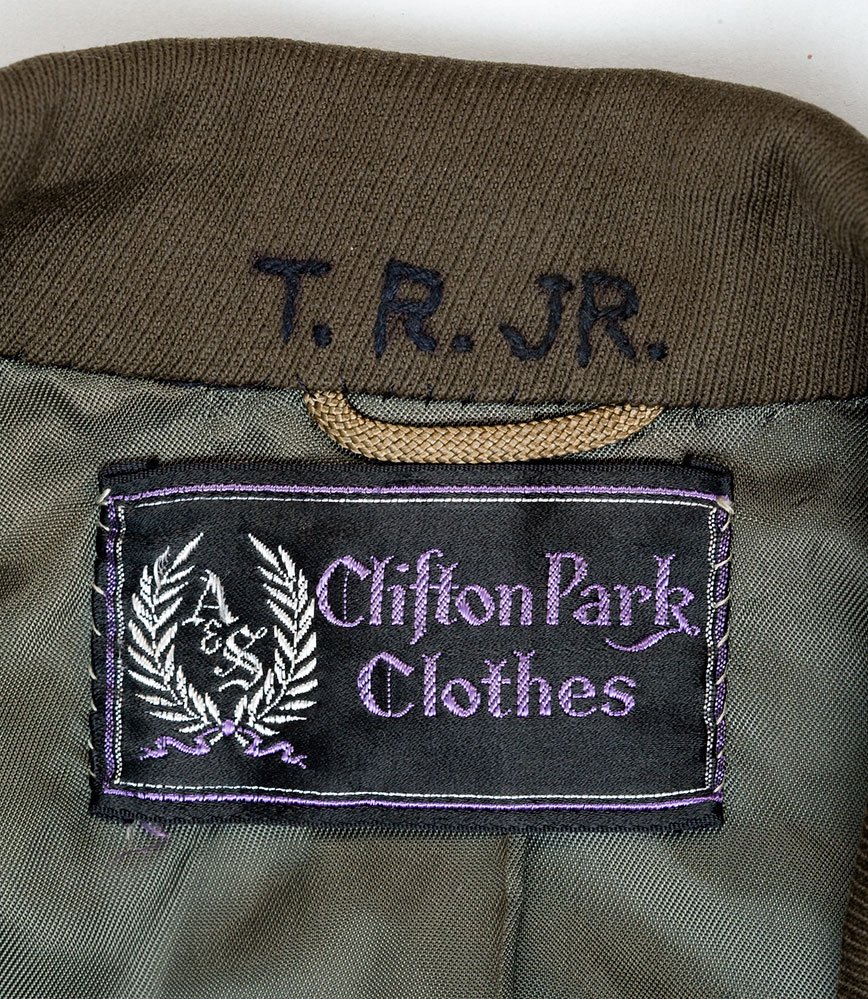 T. R. JR.
A & S
Clifton Park
Clothes